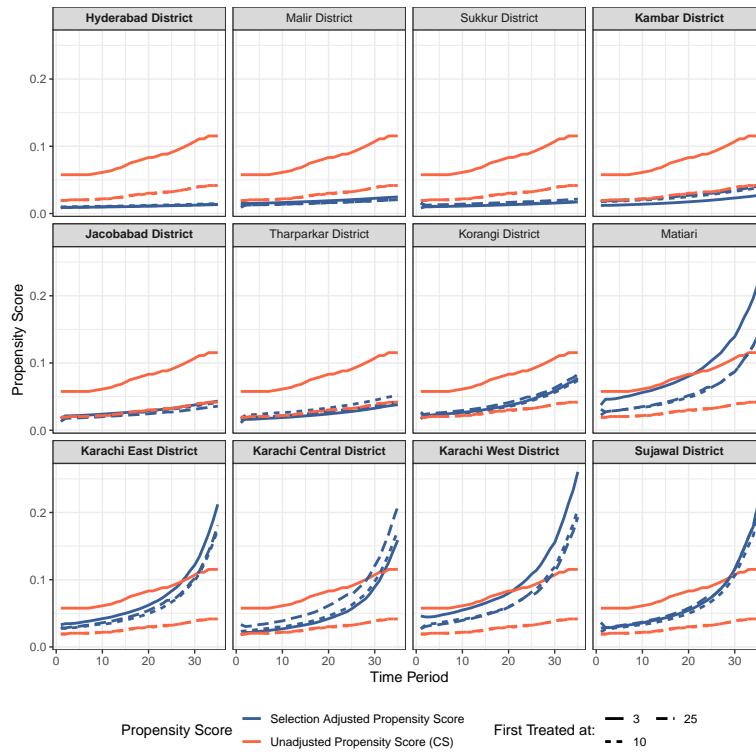 Hyderabad District Malir District Sukkur District Kambar District
0.2
0.1
0.0
Jacobabad District Tharparkar District Korangi District Matiari
0.2
0.1
0.0
Karachi East District Karachi Central District Karachi West District Sujawal District
0.2
0.1
0.0
0 10 20 30 0 10 20 30 0 10 20 30 0 10 20 30
Propensity Score
Time Period
Propensity Score Selection Adjusted Propensity Score First Treated at: 3 25
Unadjusted Propensity Score (CS) 10